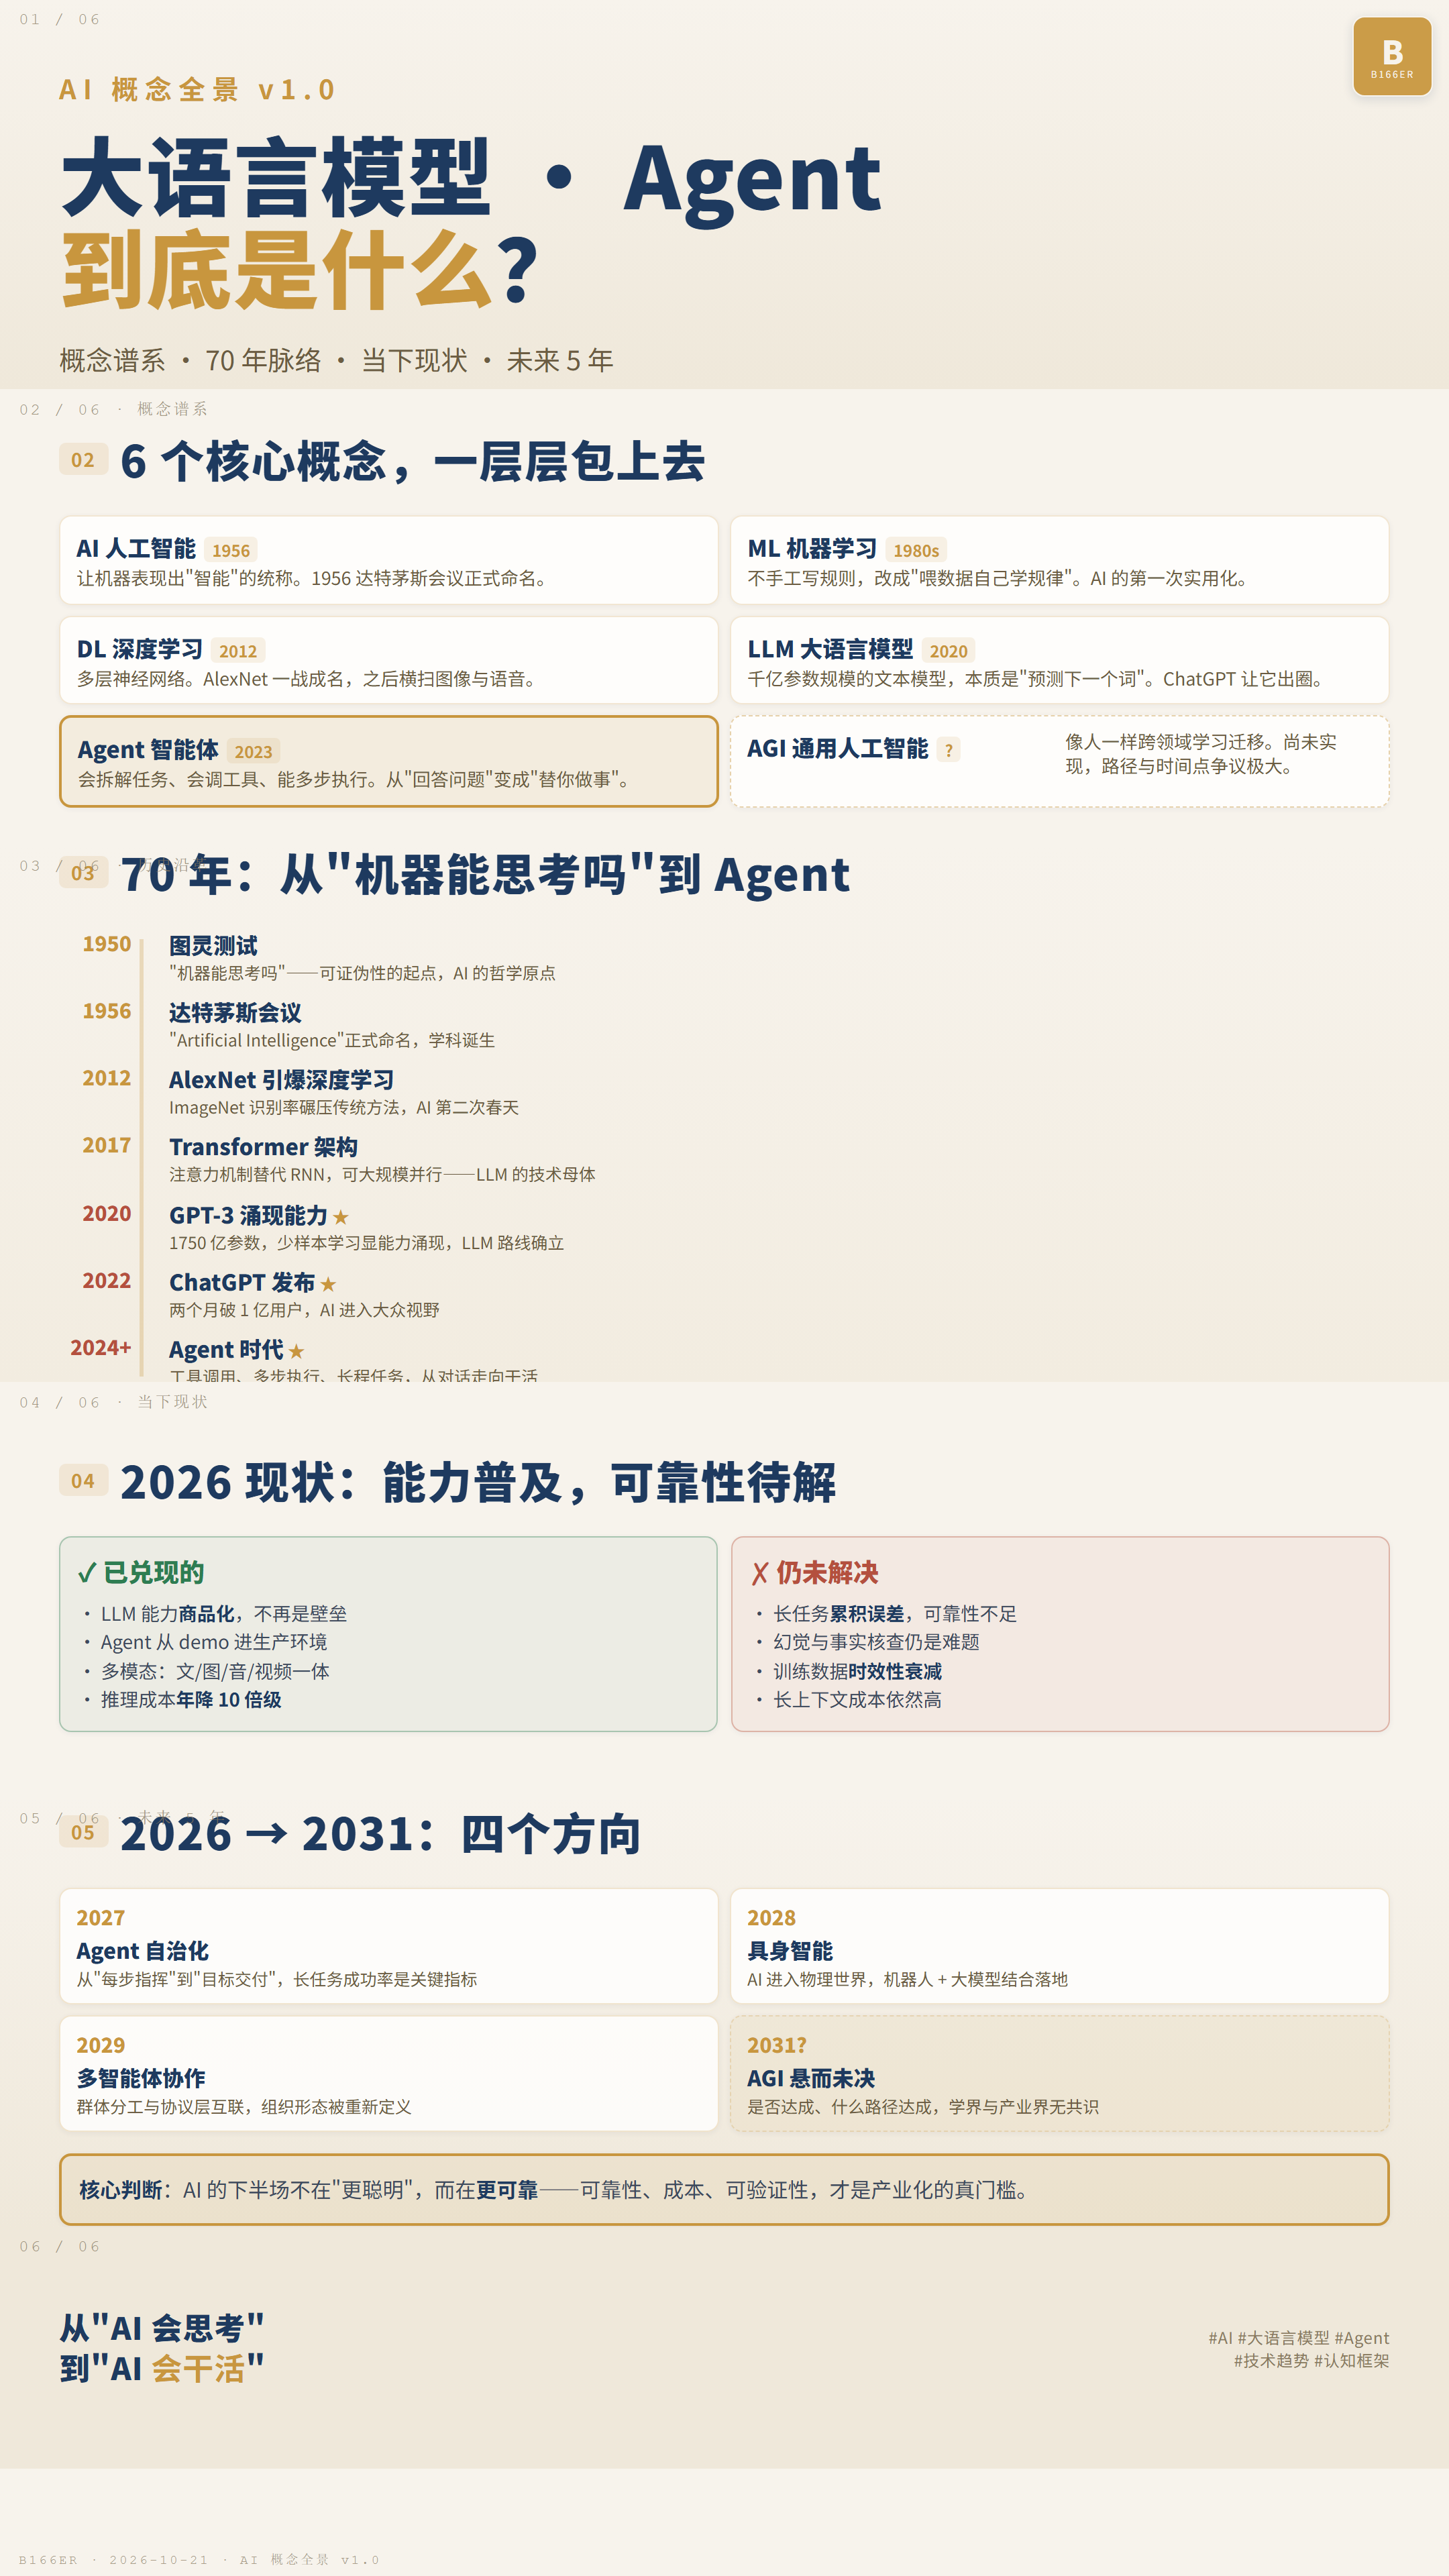 01 / 06
B
B166ER
AI 概念全景 v1.0
大语言模型 · Agent
到底是什么?
概念谱系 · 70 年脉络 · 当下现状 · 未来 5 年
02 / 06 · 概念谱系
02 6 个核心概念，一层层包上去
AI 人工智能 1956
让机器表现出"智能"的统称。1956 达特茅斯会议正式命名。
ML 机器学习 1980s
不手工写规则，改成"喂数据自己学规律"。AI 的第一次实用化。
DL 深度学习 2012
多层神经网络。AlexNet 一战成名，之后横扫图像与语音。
LLM 大语言模型 2020
千亿参数规模的文本模型，本质是"预测下一个词"。ChatGPT 让它出圈。
Agent 智能体 2023
会拆解任务、会调工具、能多步执行。从"回答问题"变成"替你做事"。
AGI 通用人工智能 ?
像人一样跨领域学习迁移。尚未实
现，路径与时间点争议极大。
03 / 06 · 历史沿革
03 70 年：从"机器能思考吗"到 Agent
1950 图灵测试
"机器能思考吗"——可证伪性的起点，AI 的哲学原点
1956 达特茅斯会议
"Artificial Intelligence"正式命名，学科诞生
2012 AlexNet 引爆深度学习
ImageNet 识别率碾压传统方法，AI 第二次春天
2017 Transformer 架构
注意力机制替代 RNN，可大规模并行——LLM 的技术母体
2020 GPT-3 涌现能力 ★
1750 亿参数，少样本学习显能力涌现，LLM 路线确立
2022 ChatGPT 发布 ★
两个月破 1 亿用户，AI 进入大众视野
2024+ Agent 时代 ★
工具调用、多步执行、长程任务，从对话走向干活
04 / 06 · 当下现状
04 2026 现状：能力普及，可靠性待解
✓ 已兑现的
· LLM 能力商品化，不再是壁垒
· Agent 从 demo 进生产环境
· 多模态：文/图/音/视频一体
· 推理成本年降 10 倍级
✗ 仍未解决
· 长任务累积误差，可靠性不足
· 幻觉与事实核查仍是难题
· 训练数据时效性衰减
· 长上下文成本依然高
05 / 06 · 未来 5 年
05 2026 → 2031：四个方向
2027
Agent 自治化
从"每步指挥"到"目标交付"，长任务成功率是关键指标
2028
具身智能
AI 进入物理世界，机器人 + 大模型结合落地
2029
多智能体协作
群体分工与协议层互联，组织形态被重新定义
2031?
AGI 悬而未决
是否达成、什么路径达成，学界与产业界无共识
核心判断：AI 的下半场不在"更聪明"，而在更可靠——可靠性、成本、可验证性，才是产业化的真门槛。
06 / 06
从"AI 会思考"
到"AI 会干活"
#AI #大语言模型 #Agent
#技术趋势 #认知框架
B166ER · 2026-10-21 · AI 概念全景 v1.0